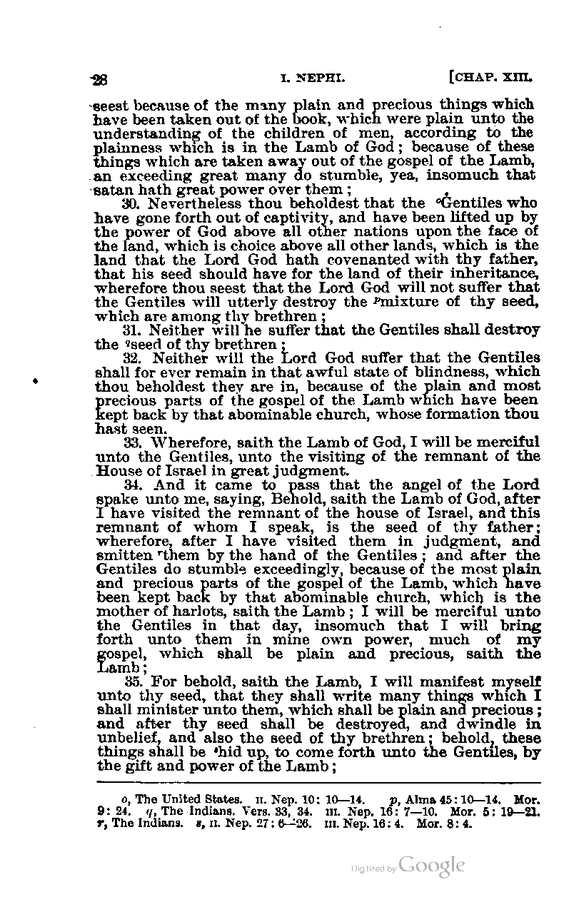 28 I. NEPHI. [CHAP. XIII.
seest because of the many plain and precious things which
have been taken out of the book, which were plain unto the
understanding of the children of men, according to the
plainness which is in the Lamb of God; because of these
things which are taken away out of the gospel of the Lamb,
an exceeding great many do stumble, yea, insomuch that
satan hath great power over them;
30. Nevertheless thou beholdest that the oGentiles who
have gone forth out of captivity, and have been lifted up by
the power of God above all other nations upon the face of
the land, which is choice above all other lands, which is the
land that the Lord God hath covenanted with thy father,
that his seed should have for the land of their inheritance,
wherefore thou seest that the Lord God will not suffer that
the Gentiles will utterly destroy the pmixture of thy seed,
which are among thy brethren;
31. Neither will he suffer that the Gentiles shall destroy
the qseed of thy brethren;
32. Neither will the Lord God suffer that the Gentiles
shall for ever remain in that awful state of blindness, which
thou beholdest they are in, because of the plain and most
precious parts of the gospel of the Lamb which have been
kept back by that abominable church, whose formation thou
hast seen.
33. Wherefore, saith the Lamb of God, I will be merciful
unto the Gentiles, unto the visiting of the remnant of the
House of Israel in great judgment.
34. And it came to pass that the angel of the Lord
spake unto me, saying, Behold, saith the Lamb of God, after
I have visited the remnant of the house of Israel, and this
remnant of whom I speak, is the seed of thy father;
wherefore, after I have visited them in judgment, and
smitten rthem by the hand of the Gentiles; and after the
Gentiles do stumble exceedingly, because of the most plain
and precious parts of the gospel of the Lamb, which have
been kept back by that abominable church, which is the
mother of harlots, saith the Lamb; I will be merciful unto
the Gentiles in that day, insomuch that I will bring
forth unto them in mine own power, much of my
gospel, which shall be plain and precious, saith the
Lamb;
35. For behold, saith the Lamb, I will manifest myself
unto thy seed, that they shall write many things which I
shall minister unto them, which shall be plain and precious;
and after thy seed shall be destroyed, and dwindle in
unbelief, and also the seed of thy brethren; behold, these
things shall be shid up, to come forth unto the Gentiles, by
the gift and power of the Lamb;
o, The United States. II. Nep. 10: 10—14. p, Alma 45: 10—14. Mor.
9: 24. q, The Indians. Vers. 33, 34. III. Nep. 16: 7—10. Mor. 5: 19—21.
r, The Indians. s, II. Nep. 27: 6—26. III. Nep. 16: 4. Mor. 8: 4.
Digitized by Google